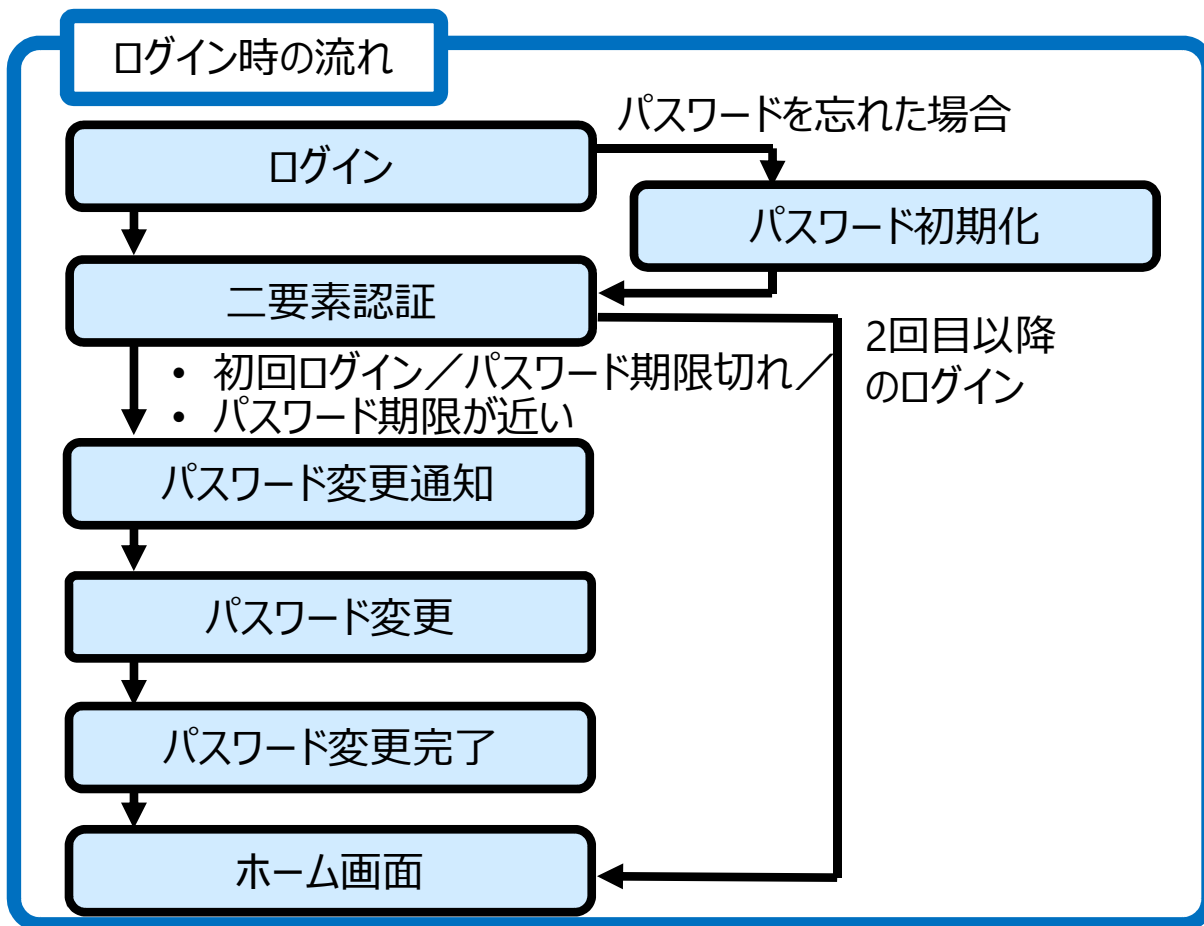 ログイン時の流れ
パスワードを忘れた場合
ログイン
パスワード初期化
二要素認証
2回目以降
のログイン
• 初回ログイン／パスワード期限切れ／
• パスワード期限が近い
パスワード変更通知
パスワード変更
パスワード変更完了
ホーム画面